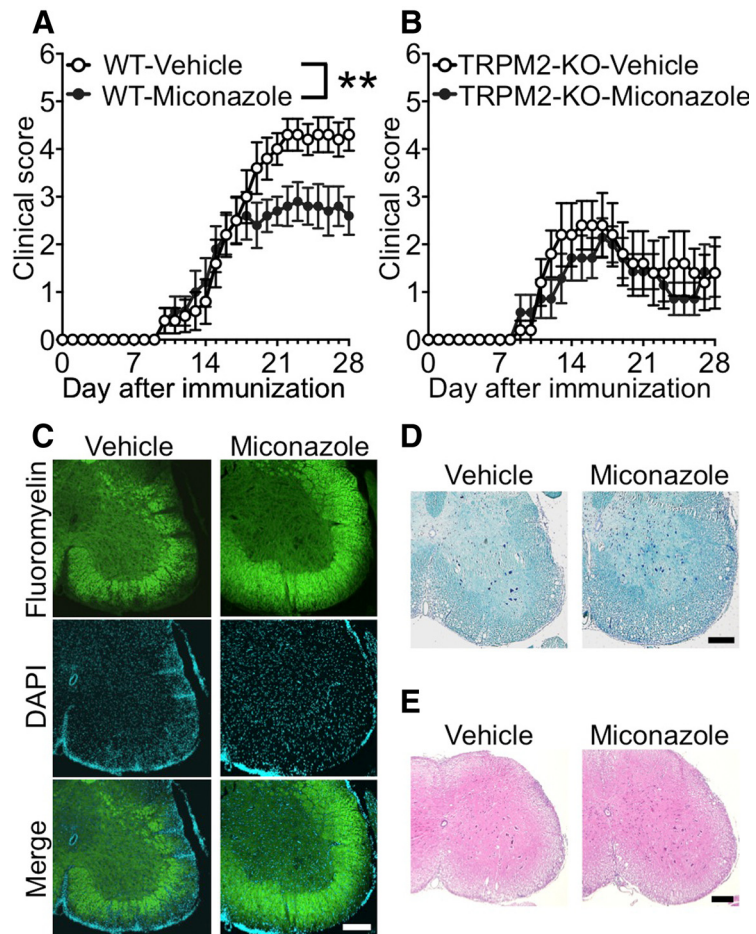 A
6
5
4
3
2
1
0
Clinical score
WT-Vehicle
WT-Miconazole
**
0 7 14 21 28
Day after immunization
B
6
5
4
3
2
1
0
Clinical score
TRPM2-KO-Vehicle
TRPM2-KO-Miconazole
0 7 14 21 28
Day after immunization
C
Vehicle Miconazole
Fluoromyelin
DAPI
Merge
D
Vehicle Miconazole
E
Vehicle Miconazole